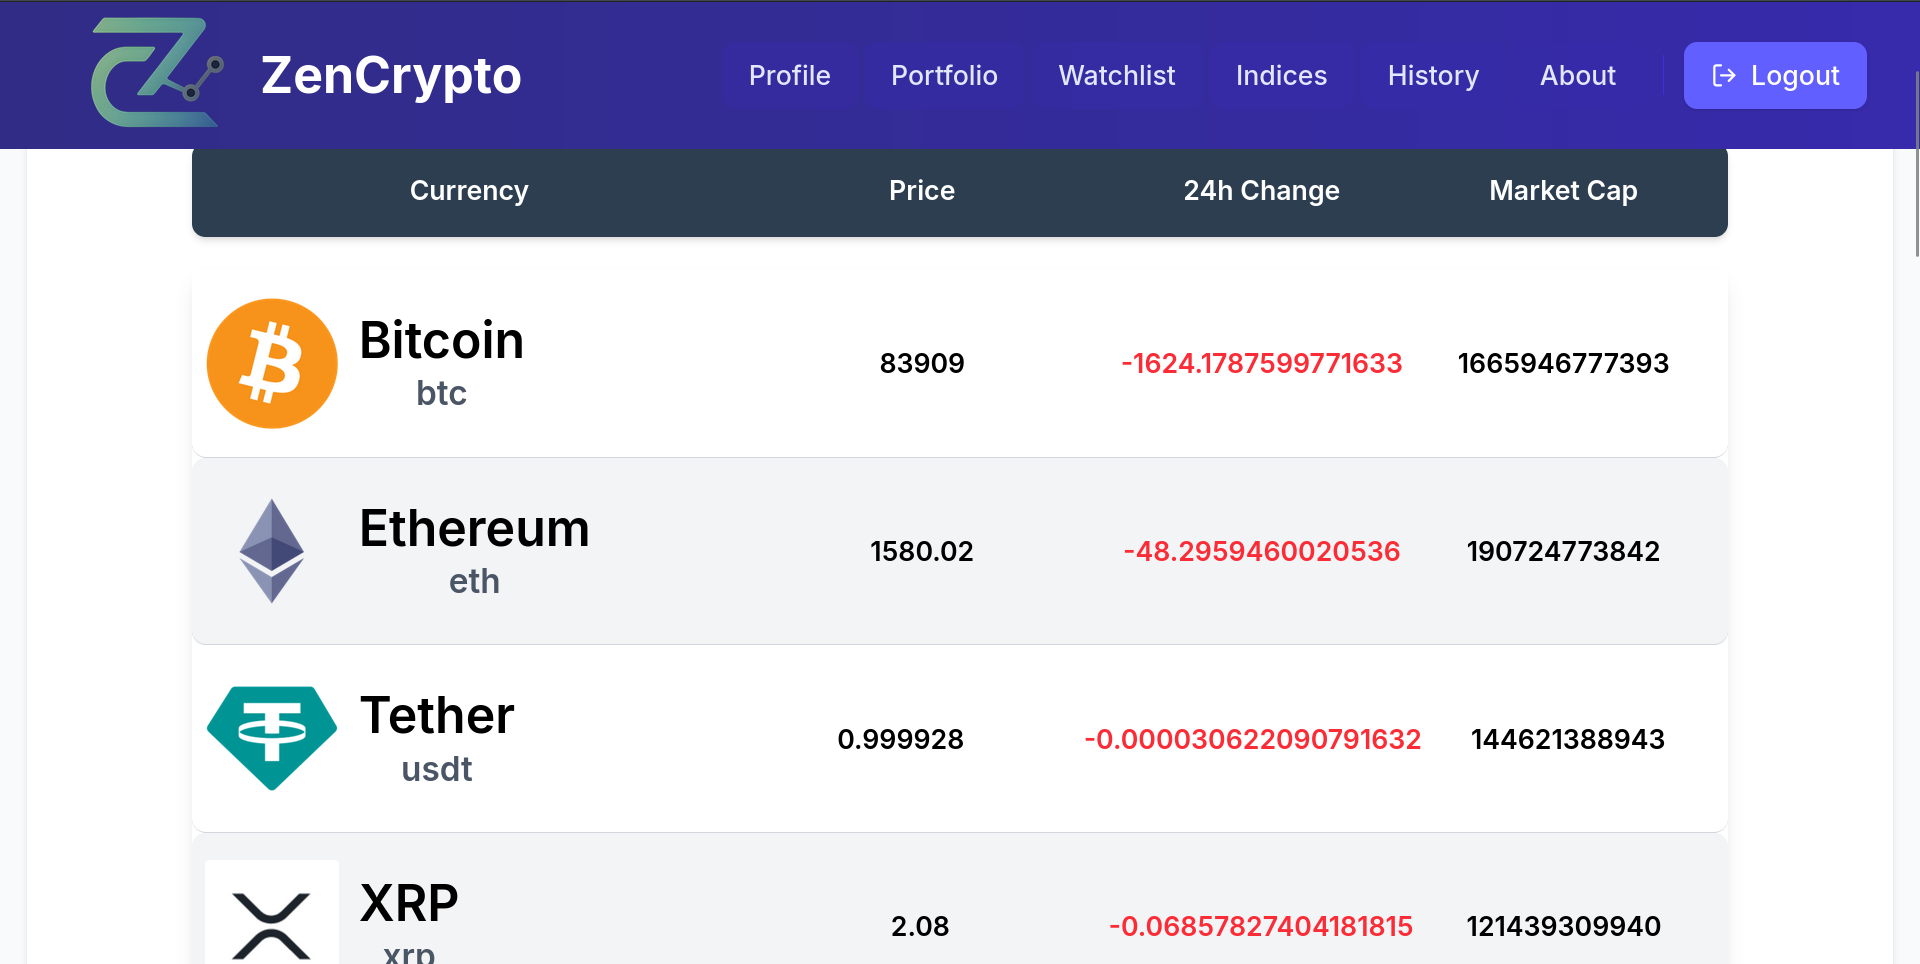 ZenCrypto
Profile Portfolio Watchlist Indices History About Logout
Currency Price 24h Change Market Cap
Bitcoin
btc
83909 -1624.1787599771633 1665946777393
Ethereum
eth
1580.02 -48.2959460020536 190724773842
Tether
usdt
0.999928 -0.000030622090791632 144621388943
XRP
xrp
2.08 -0.06857827404181815 121439309940